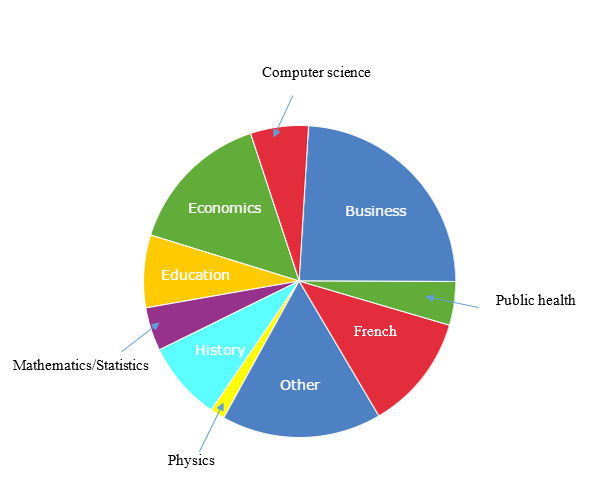 Computer science
Economics
Business
Education
Public health
French
Mathematics/Statistics
History
Other
Physics